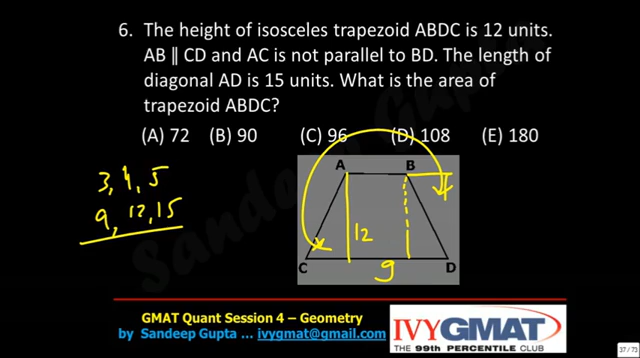 6. The height of isosceles trapezoid ABDC is 12 units.
AB ∥ CD and AC is not parallel to BD. The length of
diagonal AD is 15 units. What is the area of
trapezoid ABDC?
(A) 72 (B) 90 (C) 96 (D) 108 (E) 180
3, 4, 5
9, 12, 15
A B
12
9
C D
GMAT Quant Session 4 – Geometry
by Sandeep Gupta ... ivygmat@gmail.com
IVYGMAT
THE 99th PERCENTILE CLUB
37 / 73
Sandeep Gupta